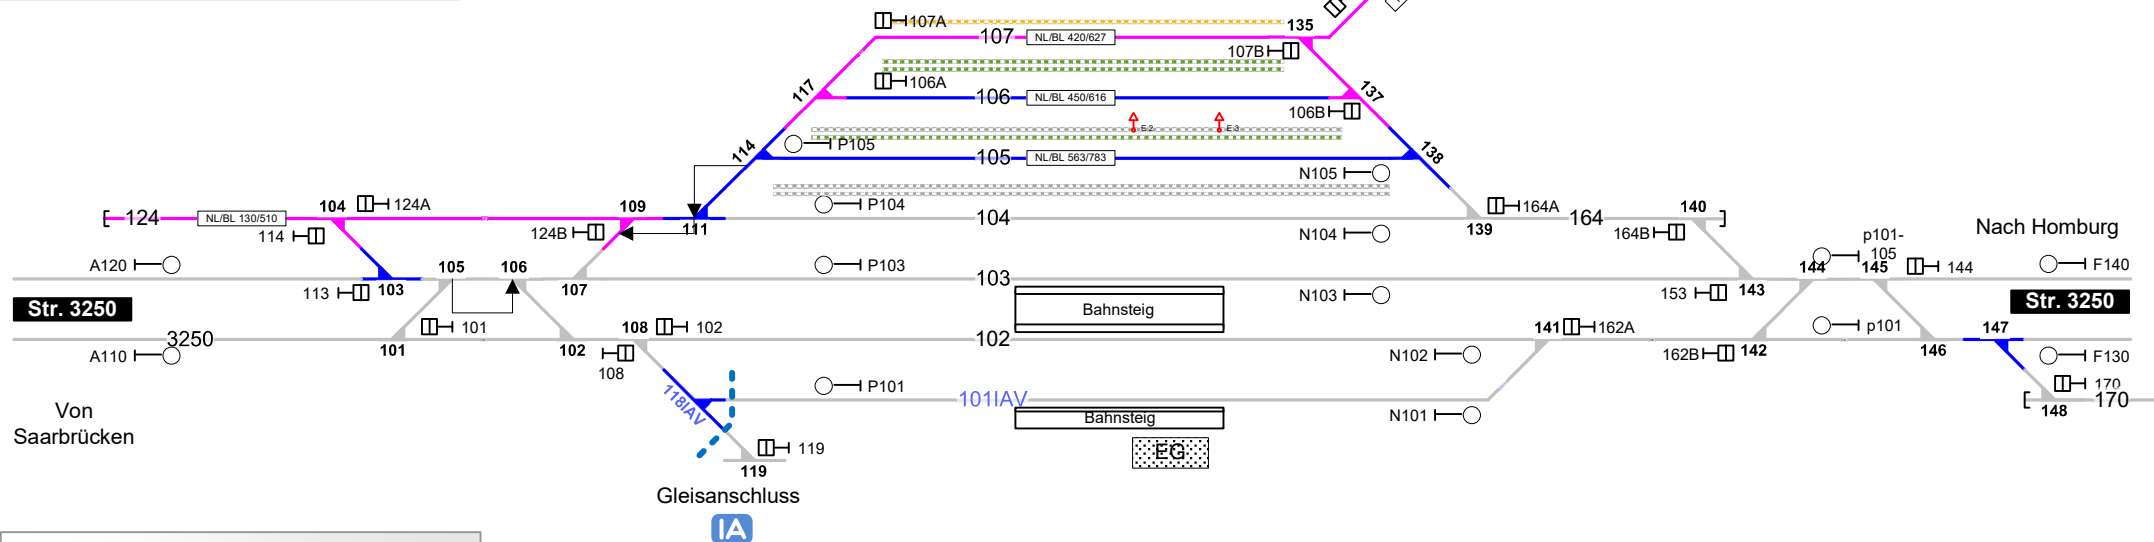 107A
135
107
NL/BL 420/627
107B
106A
117
137
106
NL/BL 450/616
106B
E 2
E 3
P105
114
138
105
NL/BL 563/783
N105
124
NL/BL 130/510
104
124A
109
P104
104
164A
164
140
114
124B
111
N104
139
164B
Nach Homburg
p101-
105
A120
105
106
P103
103
144
145
144
F140
113
103
107
N103
153
143
Str. 3250
Bahnsteig
Str. 3250
3250
101
108
102
102
141
162A
p101
147
A110
101
102
108
N102
162B
142
146
F130
118IAV
P101
101IAV
170
170
148
Von
Saarbrücken
Bahnsteig
N101
119
EG
119
Gleisanschluss
IA